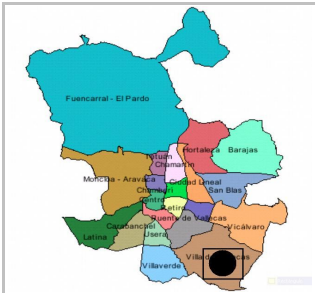 Fuencarral - El Pardo
Hortaleza
Barajas
Tetuán
Chamartín
Moncloa - Aravaca
Ciudad Lineal
San Blas
Chamberí
Centro
Retiro
Puente de Vallecas
Vicálvaro
Carabanchel
Usera
Latina
Villaverde